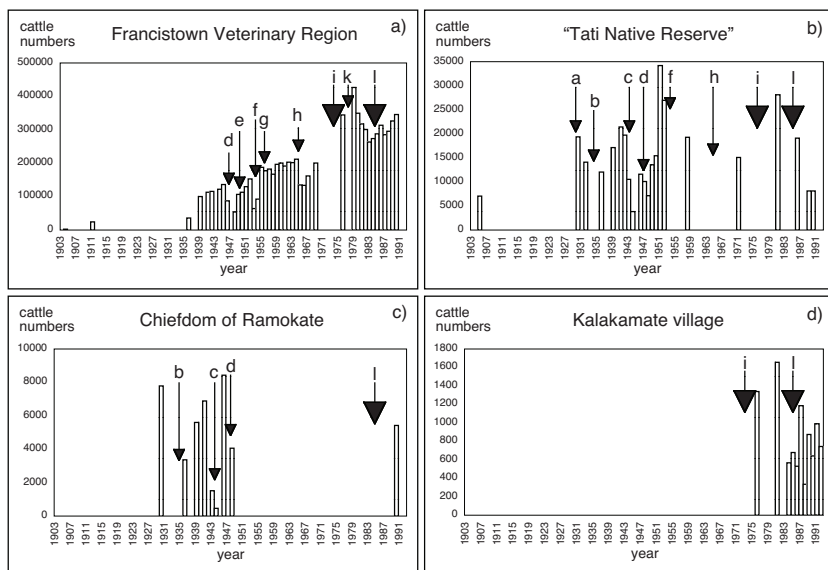 cattle numbers
Francistown Veterinary Region
a)
500000
400000
300000
200000
100000
0
d e f g h i k l
1903 1907 1911 1915 1919 1923 1927 1931 1935 1939 1943 1947 1951 1955 1959 1963 1967 1971 1975 1979 1983 1987 1991
year
cattle numbers
“Tati Native Reserve”
b)
35000
30000
25000
20000
15000
10000
5000
0
a b c d f h i l
1903 1907 1911 1915 1919 1923 1927 1931 1935 1939 1943 1947 1951 1955 1959 1963 1967 1971 1975 1979 1983 1987 1991
year
cattle numbers
Chiefdom of Ramokate
c)
10000
8000
6000
4000
2000
0
b c d l
1903 1907 1911 1915 1919 1923 1927 1931 1935 1939 1943 1947 1951 1955 1959 1963 1967 1971 1975 1979 1983 1987 1991
year
cattle numbers
Kalakamate village
d)
1800
1600
1400
1200
1000
800
600
400
200
0
i l
1903 1907 1911 1915 1919 1923 1927 1931 1935 1939 1943 1947 1951 1955 1959 1963 1967 1971 1975 1979 1983 1987 1991
year